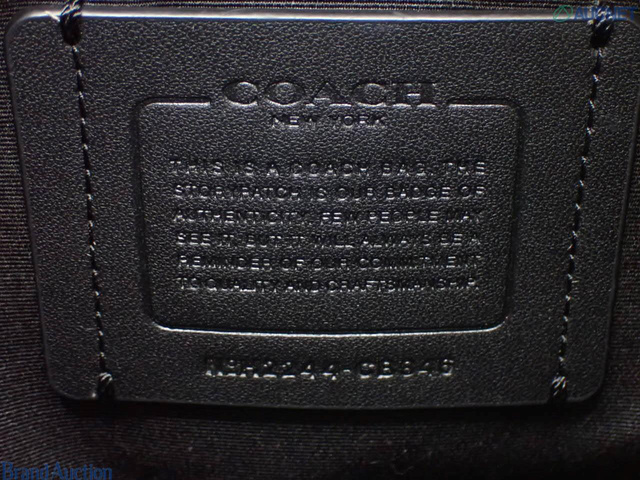 COACH
NEW YORK
THIS IS A COACH BAG. THE
STORYPATCH IS OUR BADGE OF
AUTHENTICITY. FEW PEOPLE MAY
SEE IT, BUT IT WILL ALWAYS BE A
REMINDER OF OUR COMMITMENT
TO QUALITY AND CRAFTSMANSHIP.
Brand Auction